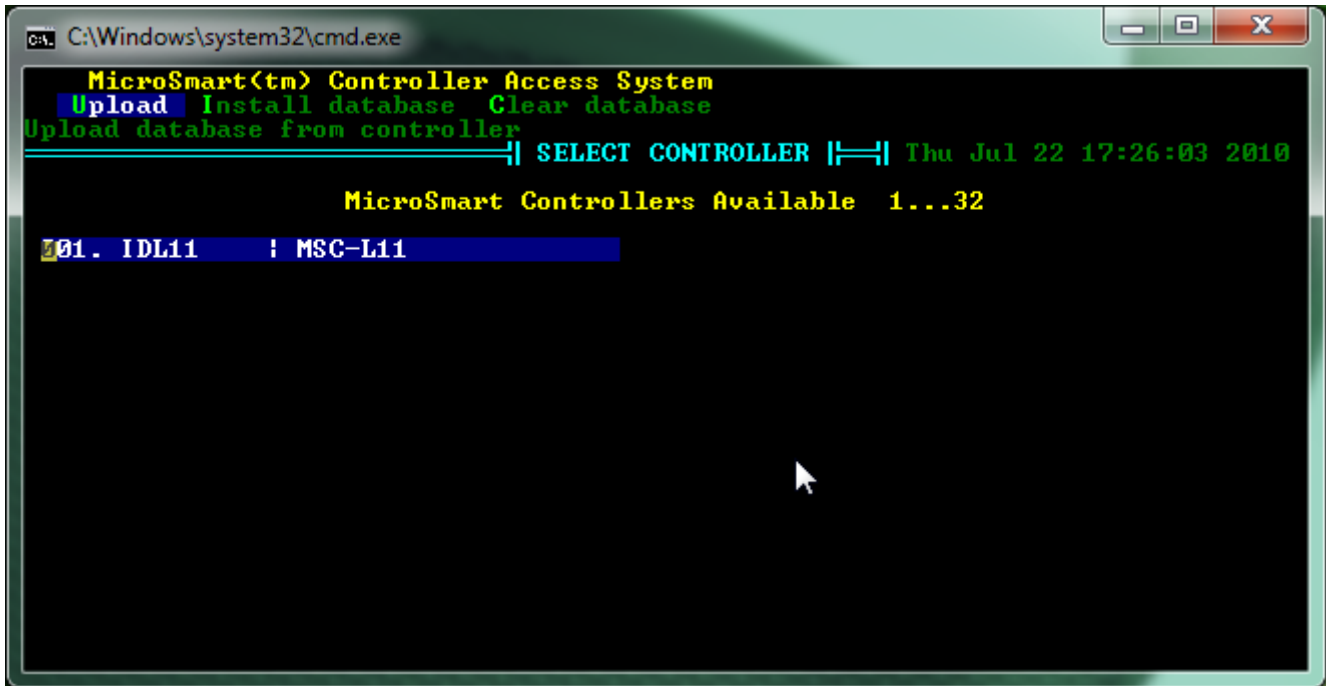 C:\Windows\system32\cmd.exe
MicroSmart(tm) Controller Access System
Upload Install database Clear database
Upload database from controller
SELECT CONTROLLER Thu Jul 22 17:26:03 2010
MicroSmart Controllers Available 1...32
001. IDL11 ¦ MSC-L11